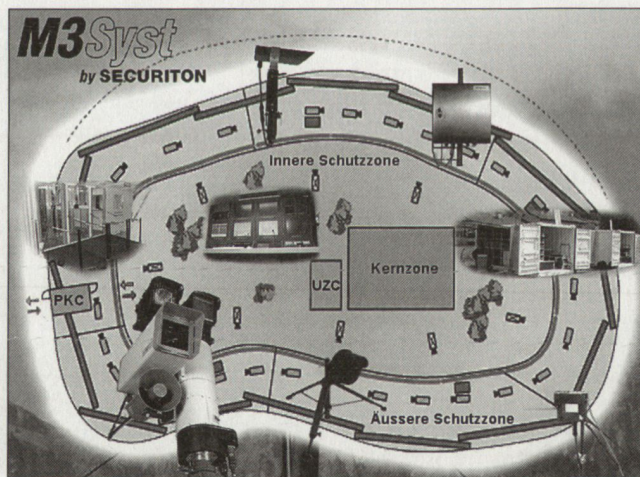 M3Syst
by SECURITON
Innere Schutzzone
Kernzone
UZC
PKC
Äussere Schutzzone